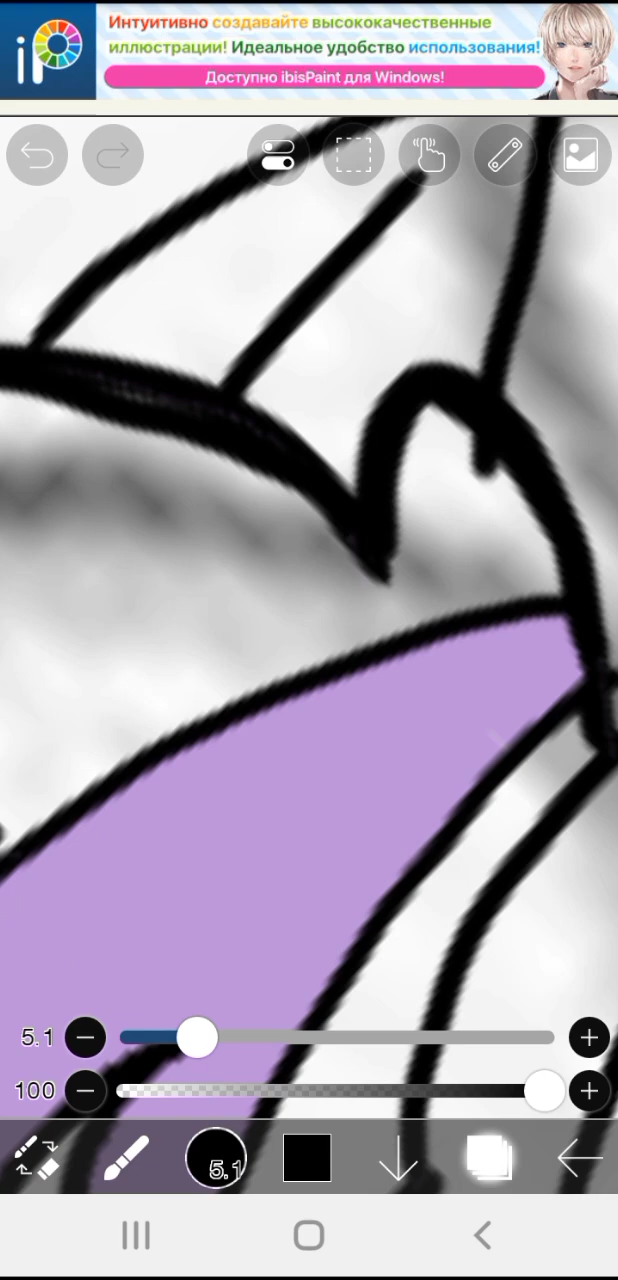 iP
Интуитивно создавайте высококачественные
иллюстрации! Идеальное удобство использования!
Доступно ibisPaint для Windows!
5.1
100
5.1